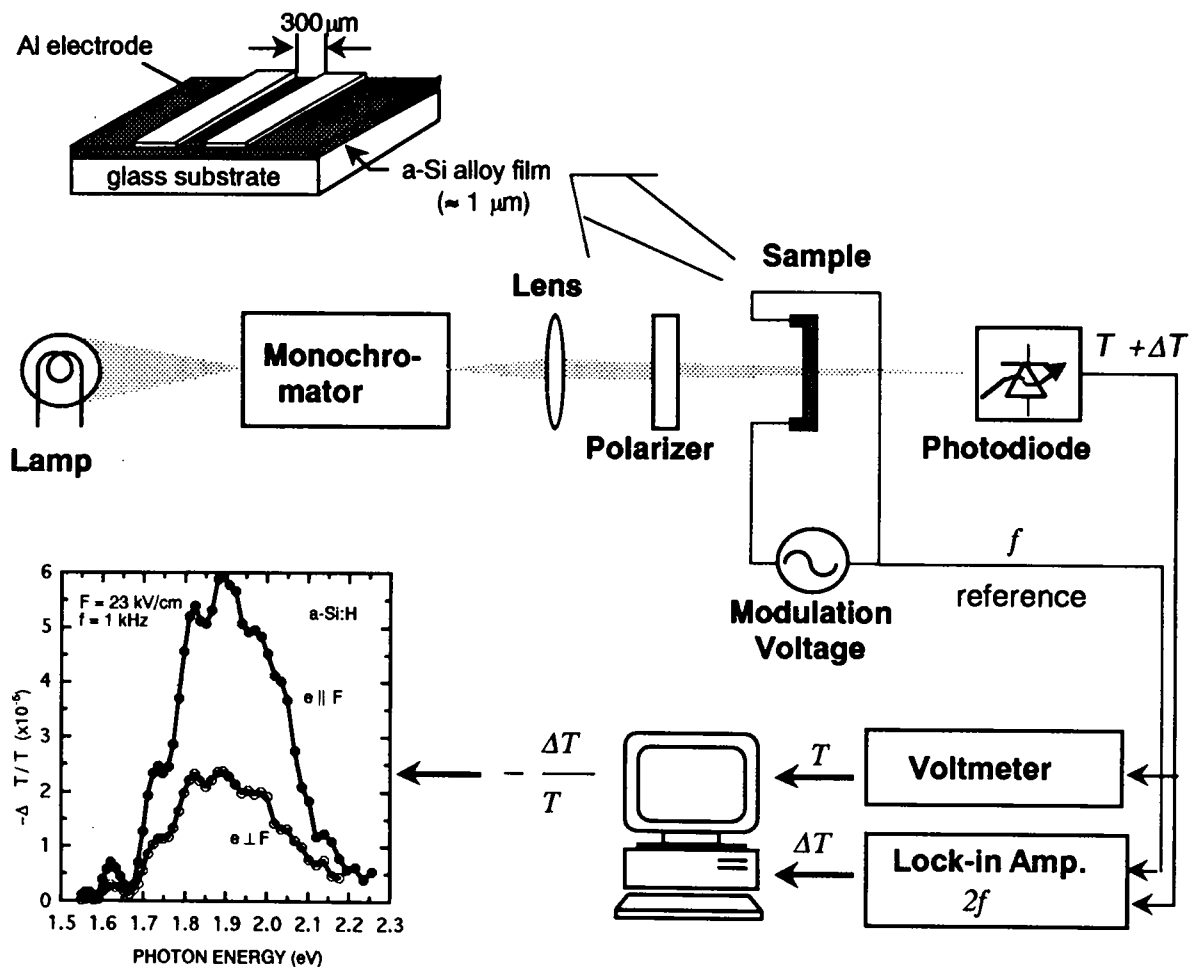 300 μm
Al electrode
glass substrate
a-Si alloy film
(≈ 1 μm)
Sample
Lens
Monochro-
mator
T + ΔT
Polarizer
Photodiode
Lamp
f
reference
Modulation
Voltage
6
5
4
3
2
1
0
F = 23 kV/cm
f = 1 kHz
a-Si:H
e || F
e ⊥ F
-Δ T/T (x10⁻⁵)
1.5 1.6 1.7 1.8 1.9 2.0 2.1 2.2 2.3
PHOTON ENERGY (eV)
- ΔT
T
T
Voltmeter
ΔT
Lock-in Amp.
2f